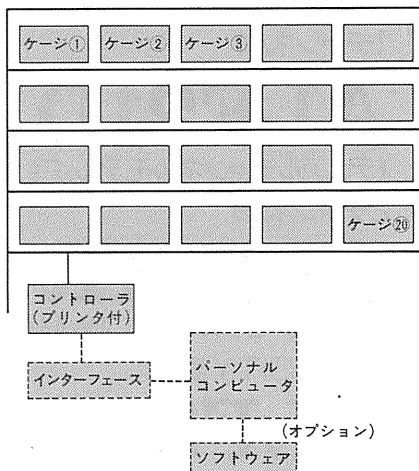 ケージ① ケージ② ケージ③
ケージ⑳
コントローラ
(プリンタ付)
インターフェース
パーソナル
コンピュータ
(オプション)
ソフトウェア